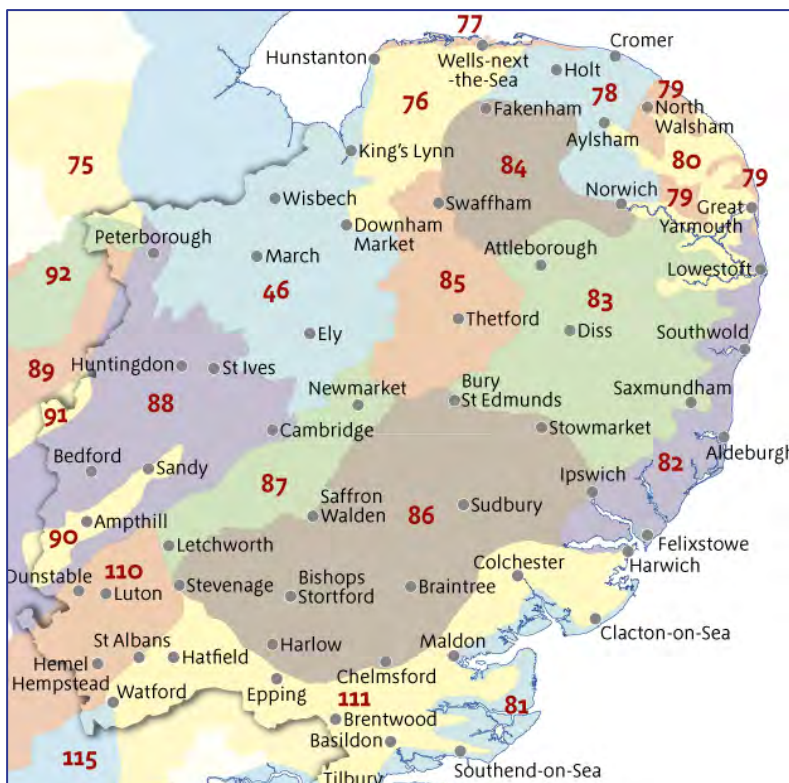 77
Cromer
Hunstanton
Wells-next
-the-Sea
Holt
76
78
79
Fakenham
North
Walsham
Aylsham
75
King's Lynn
84
80
Wisbech
Swaffham
Norwich
79
79
Great
Yarmouth
Downham
Market
Peterborough
March
Attleborough
Lowestoft
92
46
85
83
Thetford
Diss
Ely
Southwold
89
Huntingdon
St Ives
Newmarket
Bury
St Edmunds
Saxmundham
91
88
Cambridge
Stowmarket
Aldeburgh
Bedford
Sandy
82
87
Ipswich
Saffron
Walden
86
Sudbury
90
Ampthill
Felixstowe
Letchworth
Colchester
Harwich
110
Dunstable
Luton
Stevenage
Bishops
Stortford
Braintree
Clacton-on-Sea
St Albans
Hatfield
Harlow
Maldon
Hemel
Hempstead
Chelmsford
Watford
Epping
111
81
Brentwood
115
Basildon
Southend-on-Sea
Tilbury